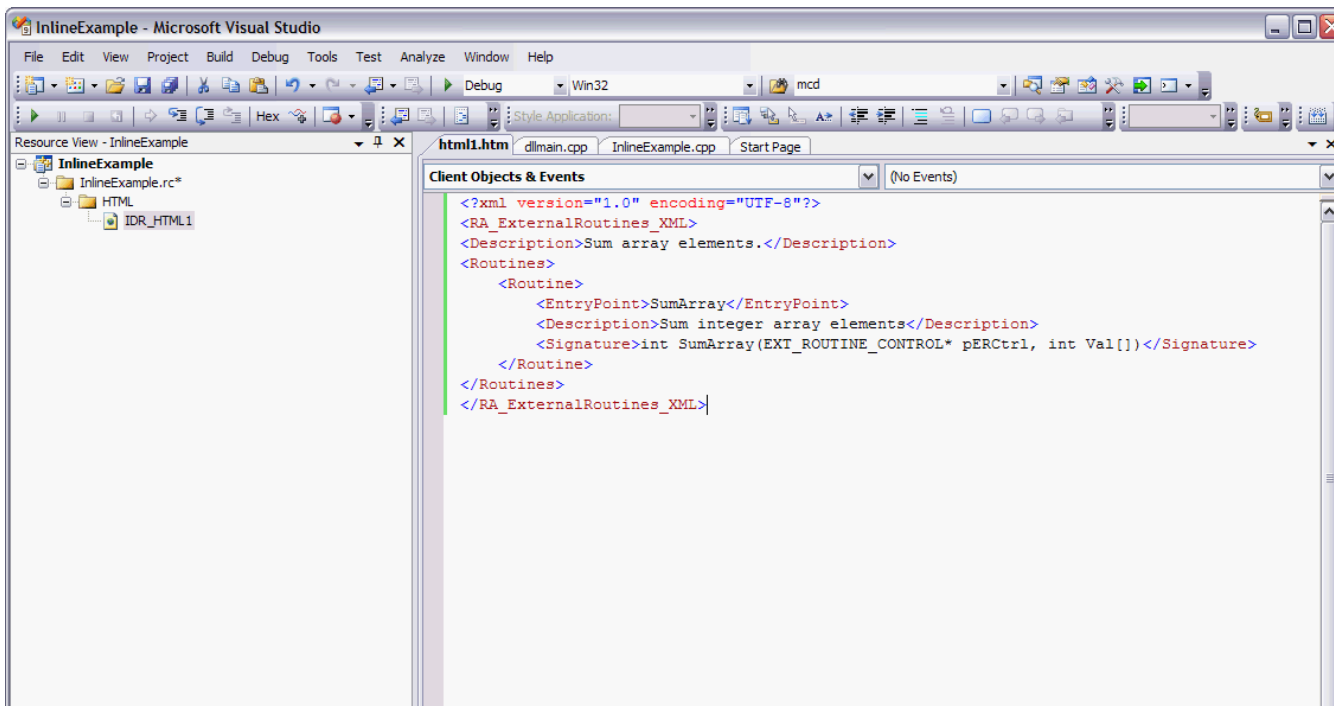 InlineExample - Microsoft Visual Studio
File Edit View Project Build Debug Tools Test Analyze Window Help
Debug Win32 mcd
Hex Style Application:
Resource View - InlineExample
html1.htm dllmain.cpp InlineExample.cpp Start Page
InlineExample
InlineExample.rc*
HTML
IDR_HTML1
Client Objects & Events (No Events)
<?xml version="1.0" encoding="UTF-8"?>
<RA_ExternalRoutines_XML>
<Description>Sum array elements.</Description>
<Routines>
<Routine>
<EntryPoint>SumArray</EntryPoint>
<Description>Sum integer array elements</Description>
<Signature>int SumArray(EXT_ROUTINE_CONTROL* pERCtrl, int Val[])</Signature>
</Routine>
</Routines>
</RA_ExternalRoutines_XML>